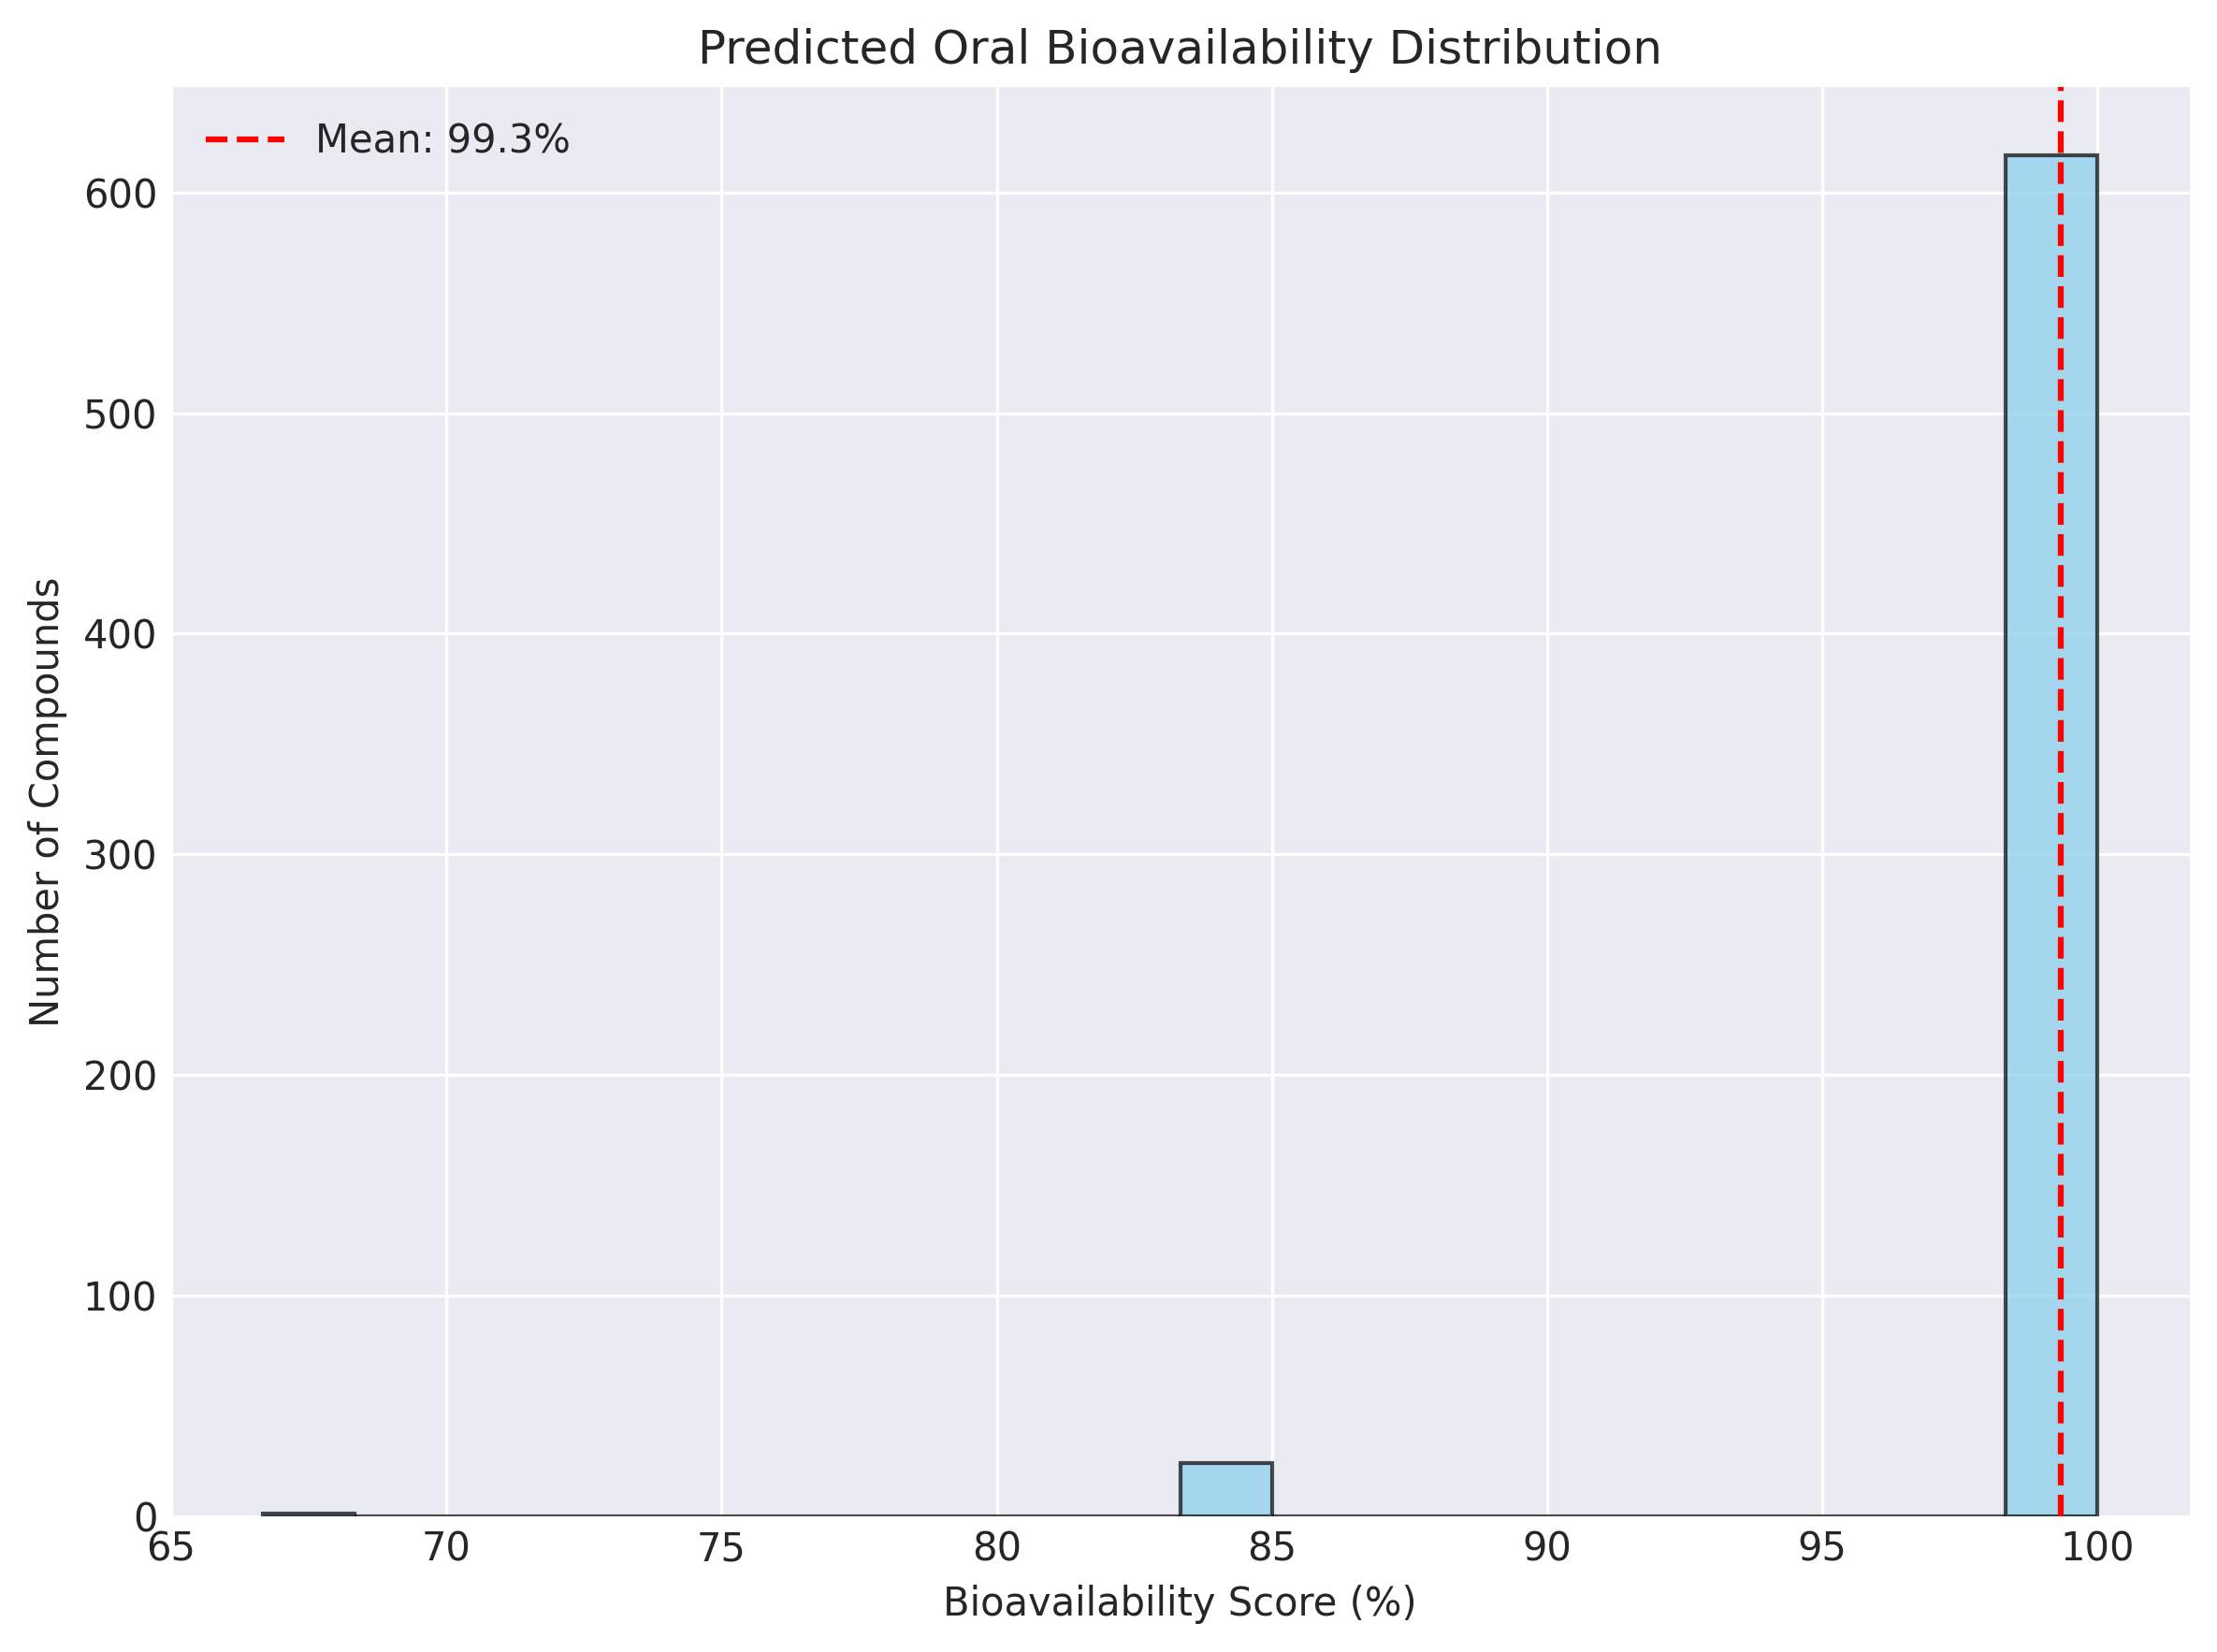 Predicted Oral Bioavailability Distribution
Mean: 99.3%
600
500
400
300
200
100
0
Number of Compounds
65 70 75 80 85 90 95 100
Bioavailability Score (%)